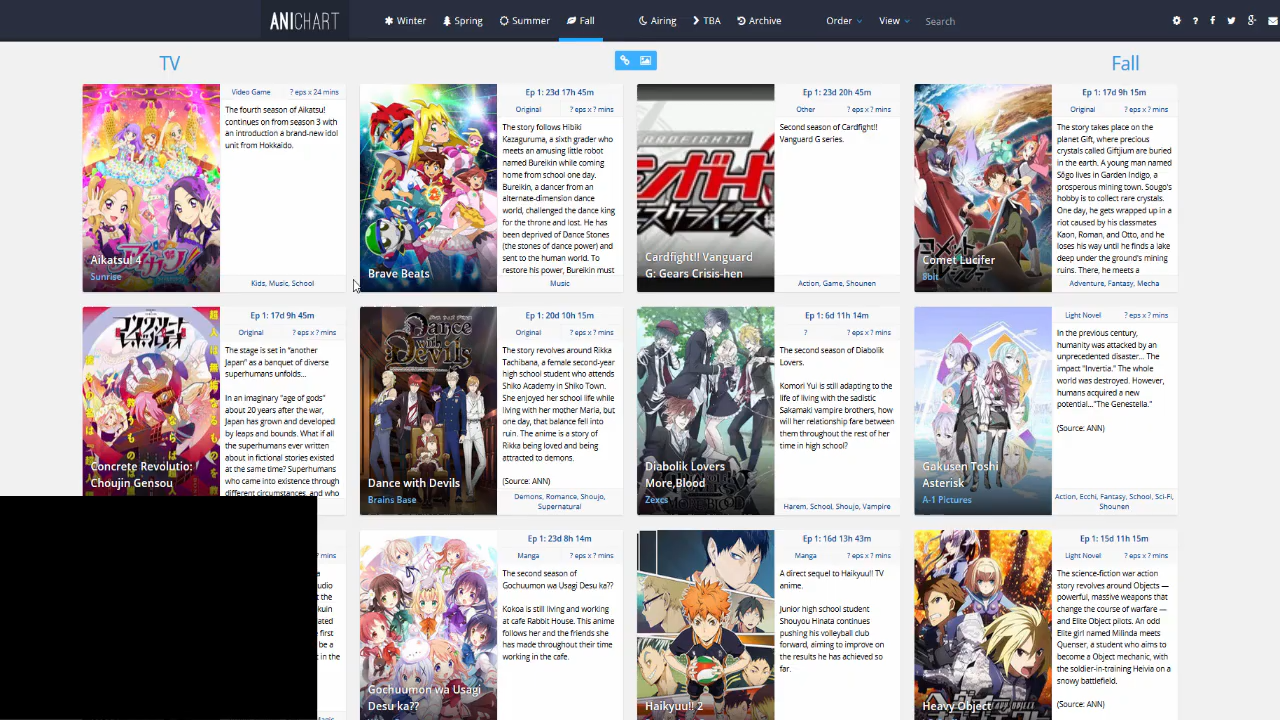 ANICHART
Winter
Spring
Summer
Fall
Airing
TBA
Archive
Order
View
Search
TV
Fall
Aikatsu! 4
Sunrise
Video Game
? eps x 24 mins
The fourth season of Aikatsu!
continues on from season 3 with
an introduction a brand-new idol
unit from Hokkaido.
Kids, Music, School
Brave Beats
Ep 1: 23d 17h 45m
Original
? eps x ? mins
The story follows Hibiki
Kazaguruma, a sixth grader who
meets an amusing little robot
named Bureikin while coming
home from school one day.
Bureikin, a dancer from an
alternate-dimension dance
world, challenged the dance king
for the throne and lost. He has
been deprived of Dance Stones
(the stones of dance power) and
sent to the human world. To
restore his power, Bureikin must
Music
Cardfight!! Vanguard
G: Gears Crisis-hen
Ep 1: 23d 20h 45m
Other
? eps x ? mins
Second season of Cardfight!!
Vanguard G series.
Action, Game, Shounen
Comet Lucifer
8bit
Ep 1: 17d 9h 15m
Original
? eps x ? mins
The story takes place on the
planet Gift, where precious
crystals called Giftjium are buried
in the earth. A young man named
Sōgo lives in Garden Indigo, a
prosperous mining town. Sougo's
hobby is to collect rare crystals.
One day, he gets wrapped up in a
riot caused by his classmates
Kaon, Roman, and Otto, and he
loses his way until he finds a lake
deep under the ground's mining
ruins. There, he meets a
Adventure, Fantasy, Mecha
Concrete Revolutio:
Choujin Gensou
Ep 1: 17d 9h 45m
Original
? eps x ? mins
The stage is set in "another
Japan" as a banquet of diverse
superhumans unfolds...
In an imaginary "age of gods"
about 20 years after the war,
Japan has grown and developed
by leaps and bounds. What if all
the superhumans ever written
about in fictional stories existed
at the same time? Superhumans
who came into existence through
different circumstances, and who
Dance with Devils
Dance with Devils
Brains Base
Ep 1: 20d 10h 15m
Original
? eps x ? mins
The story revolves around Rikka
Tachibana, a female second-year
high school student who attends
Shiko Academy in Shiko Town.
She enjoyed her school life while
living with her mother Maria, but
one day, that balance fell into
ruin. The anime is a story of
Rikka being loved and being
attracted to demons.
(Source: ANN)
Demons, Romance, Shoujo,
Supernatural
Diabolik Lovers
More,Blood
Zexcs
Ep 1: 6d 11h 14m
?
? eps x ? mins
The second season of Diabolik
Lovers.
Komori Yui is still adapting to the
life of living with the sadistic
Sakamaki vampire brothers, how
will her relationship fare between
them throughout the rest of her
time in high school?
Harem, School, Shoujo, Vampire
Gakusen Toshi
Asterisk
A-1 Pictures
Light Novel
? eps x ? mins
In the previous century,
humanity was attacked by an
unprecedented disaster... The
impact "Invertia." The whole
world was destroyed. However,
humans acquired a new
potential..."The Genestella."
(Source: ANN)
Action, Ecchi, Fantasy, School, Sci-Fi,
Shounen
? mins
Gochuumon wa Usagi
Desu ka??
Ep 1: 23d 8h 14m
Manga
? eps x ? mins
The second season of
Gochuumon wa Usagi Desu ka??
Kokoa is still living and working
at cafe Rabbit House. This anime
follows her and the friends she
has made throughout their time
working in the cafe.
Haikyuu!! 2
Ep 1: 16d 13h 43m
Manga
? eps x ? mins
A direct sequel to Haikyuu!! TV
anime.
Junior high school student
Shouyou Hinata continues
pushing his volleyball club
forward, aiming to improve on
the results he has achieved so
far.
Heavy Object
Ep 1: 15d 11h 15m
Light Novel
? eps x ? mins
The science-fiction war action
story revolves around Objects —
powerful, massive weapons that
change the course of warfare —
and their pilots. An odd
Elite girl named Milinda meets
Quenser, a student who aims to
become a Object mechanic, with
the soldier-in-training Heivia on a
snowy battlefield.
(Source: ANN)